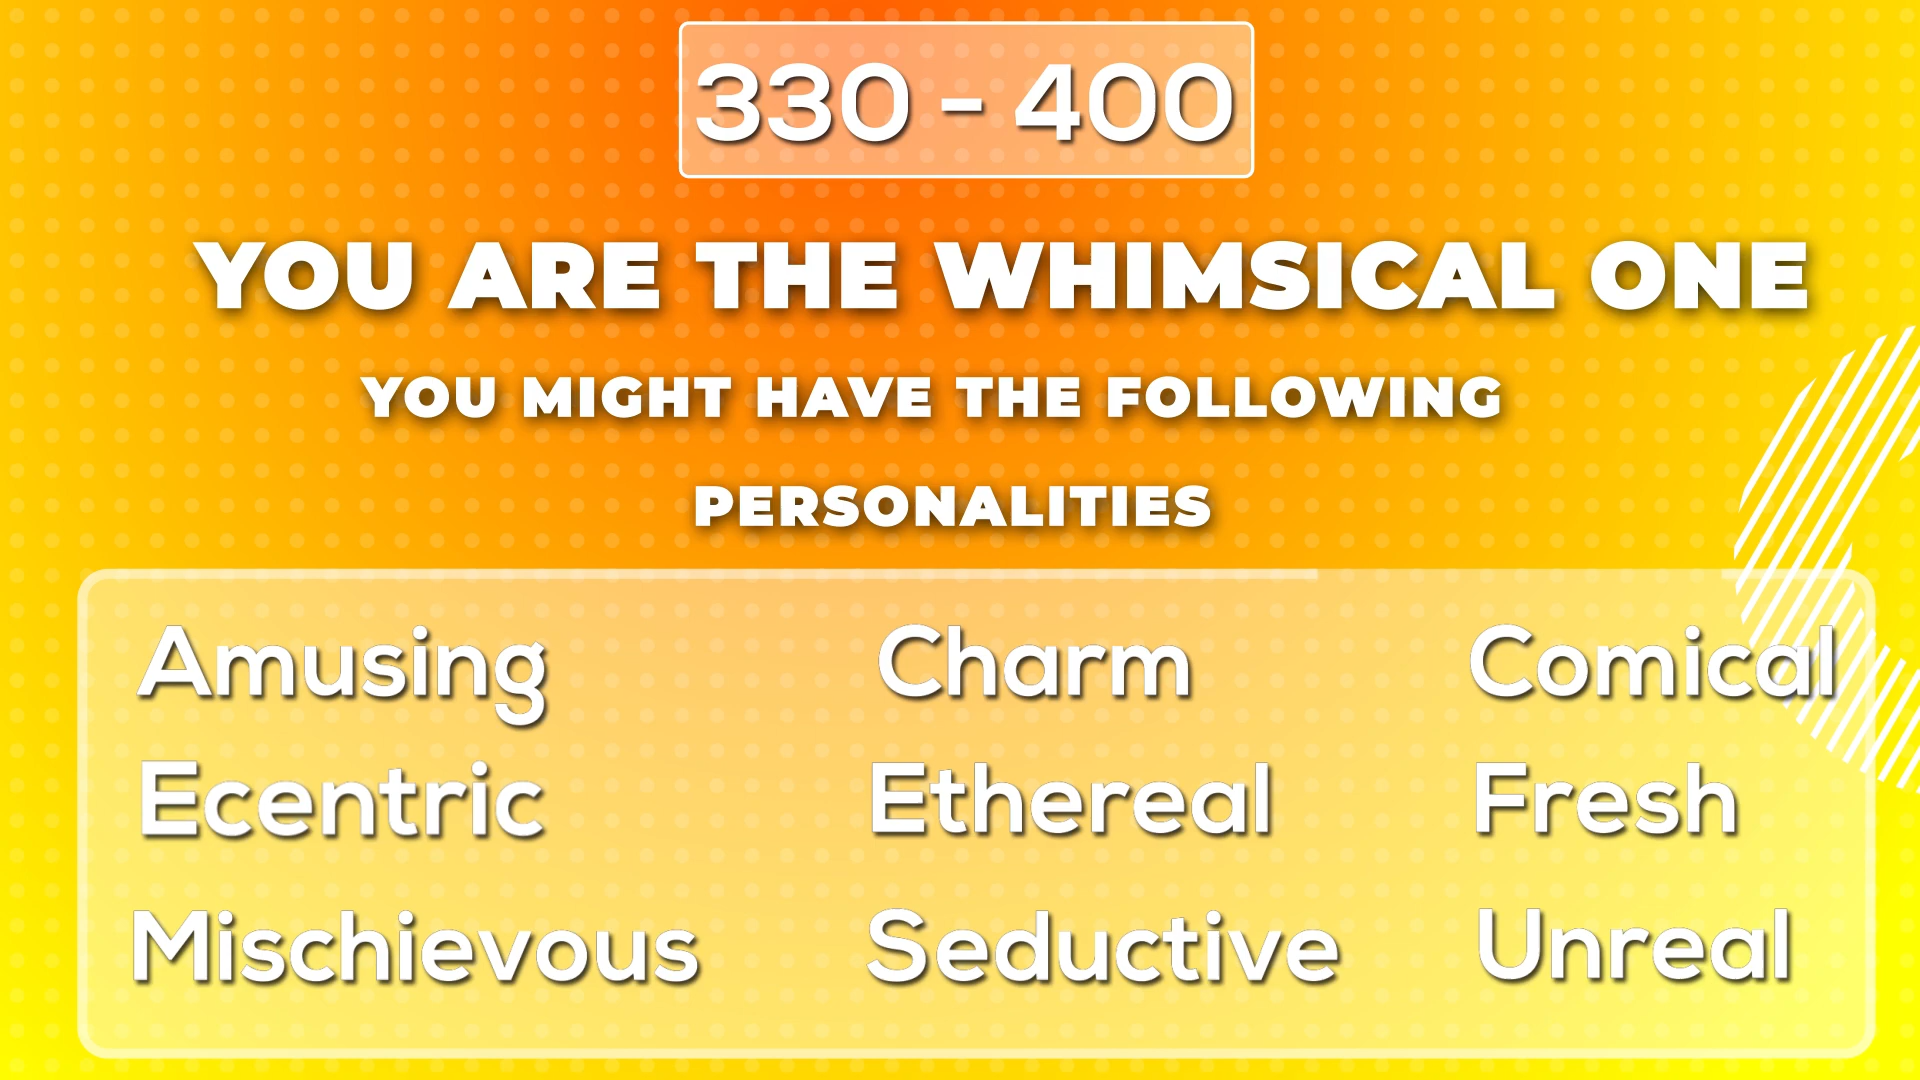 330 - 400
YOU ARE THE WHIMSICAL ONE
YOU MIGHT HAVE THE FOLLOWING
PERSONALITIES
Amusing Charm Comical
Ecentric Ethereal Fresh
Mischievous Seductive Unreal